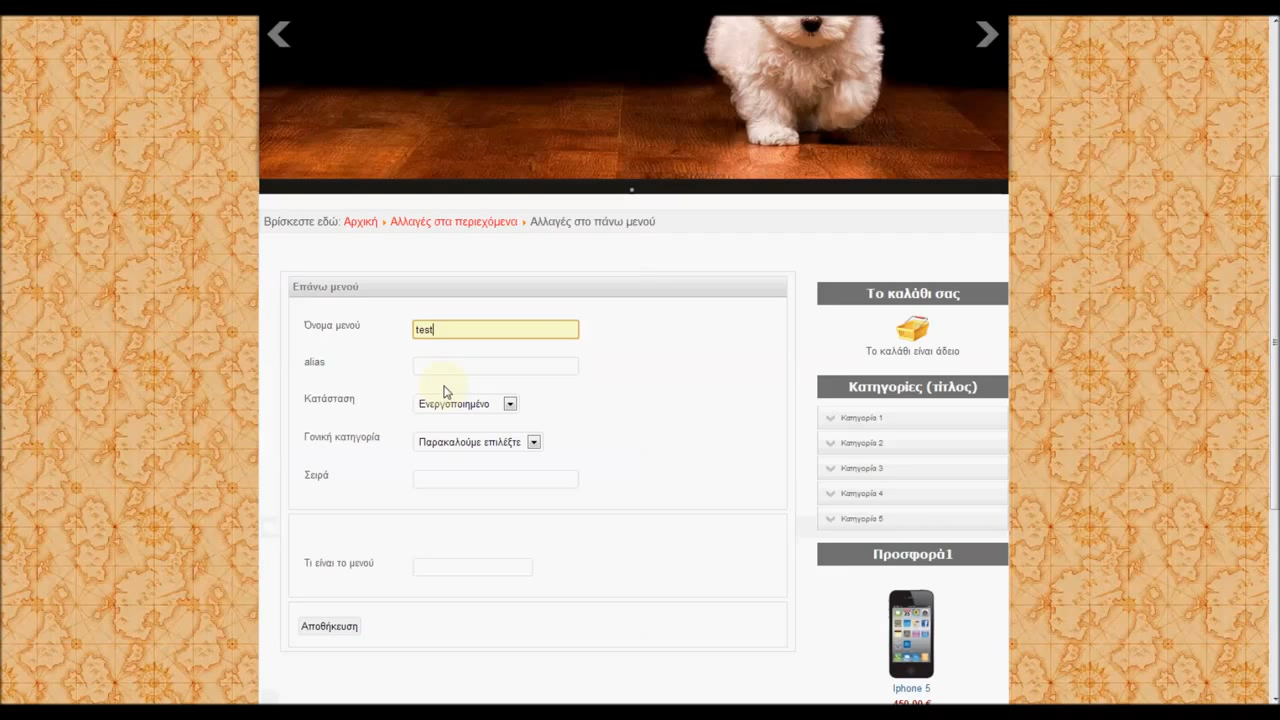 Βρίσκεστε εδώ: Αρχική Αλλαγές στα περιεχόμενα Αλλαγές στο πάνω μενού
Επάνω μενού
Όνομα μενού test
alias
Κατάσταση Ενεργοποιημένο
Γονική κατηγορία Παρακαλούμε επιλέξτε
Σειρά
Τι είναι το μενού
Αποθήκευση
Το καλάθι σας
Το καλάθι είναι άδειο
Κατηγορίες (τίτλος)
Κατηγορία 1
Κατηγορία 2
Κατηγορία 3
Κατηγορία 4
Κατηγορία 5
Προσφορά1
Iphone 5
450,00 €